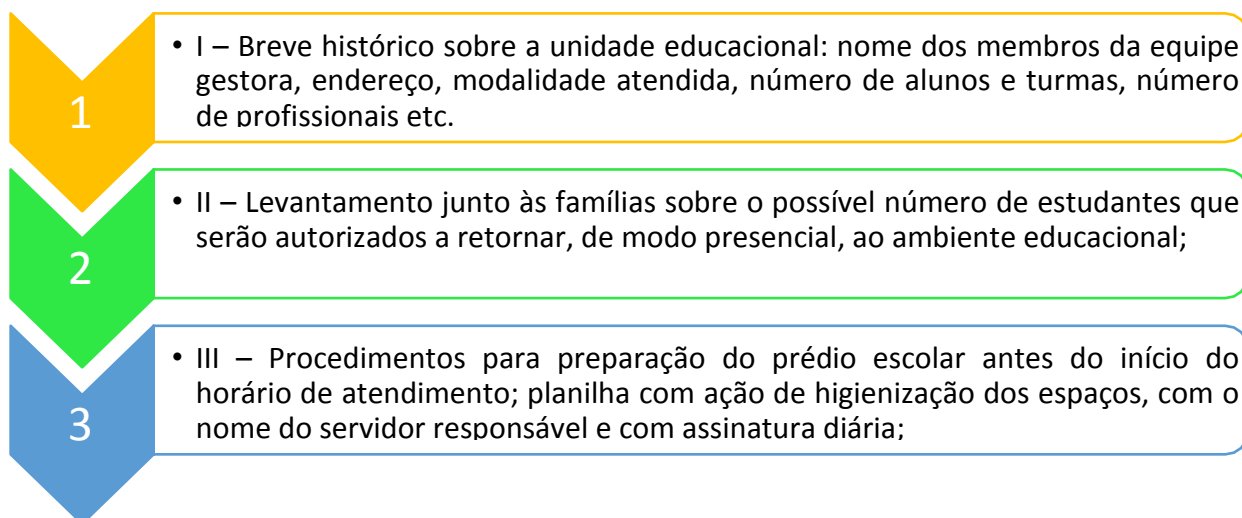 1
• I – Breve histórico sobre a unidade educacional: nome dos membros da equipe
gestora, endereço, modalidade atendida, número de alunos e turmas, número
de profissionais etc.
2
• II – Levantamento junto às famílias sobre o possível número de estudantes que
serão autorizados a retornar, de modo presencial, ao ambiente educacional;
3
• III – Procedimentos para preparação do prédio escolar antes do início do
horário de atendimento; planilha com ação de higienização dos espaços, com o
nome do servidor responsável e com assinatura diária;